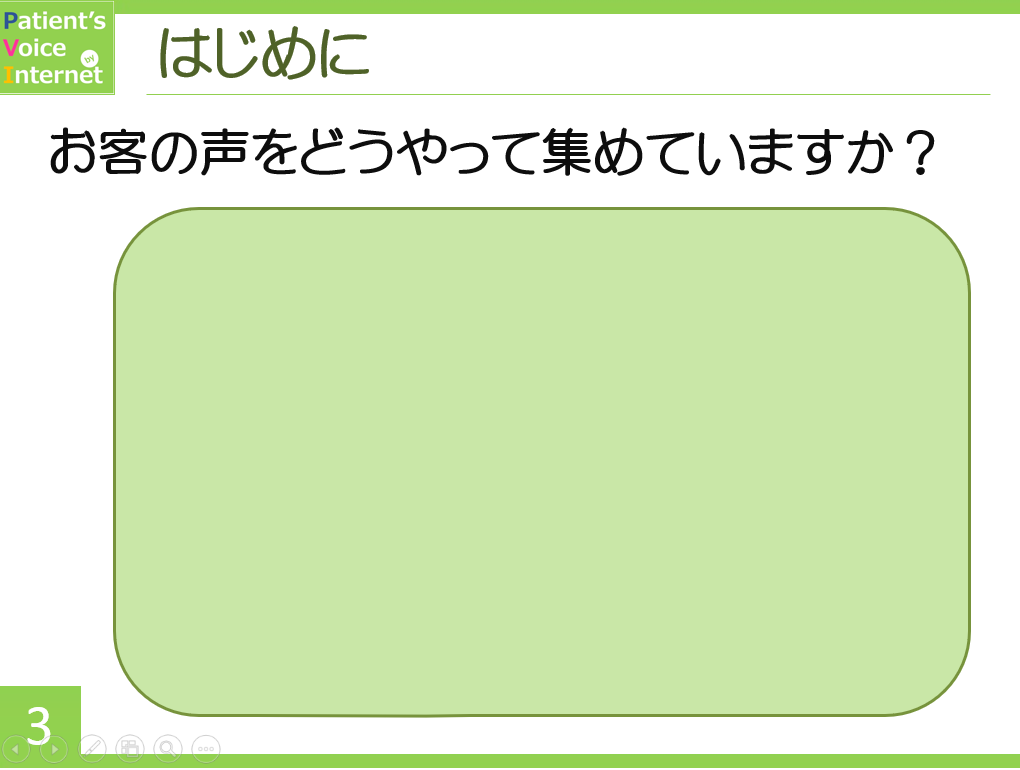 Patient's
Voice
by
Internet
はじめに
お客の声をどうやって集めていますか？
3